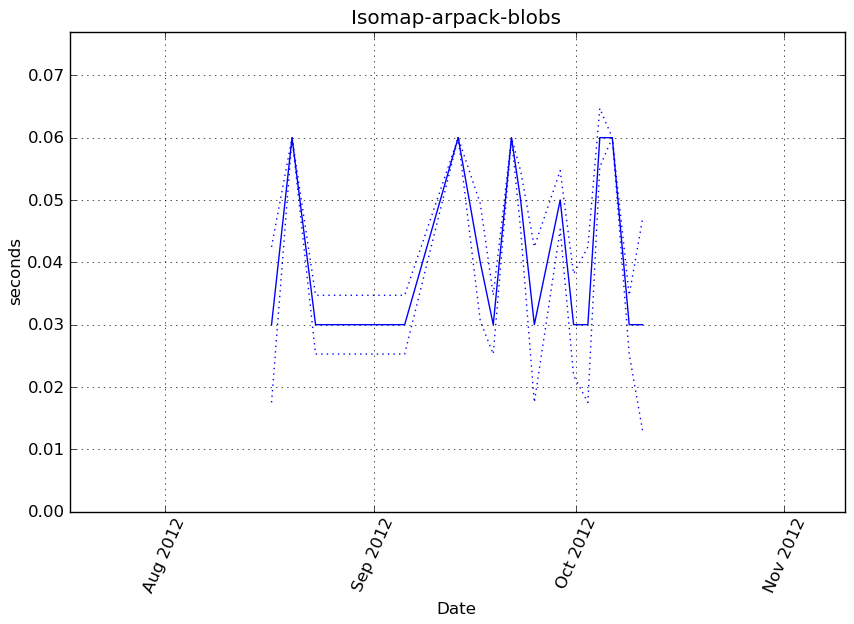 Isomap-arpack-blobs
0.07
0.06
0.05
0.04
0.03
0.02
0.01
0.00
seconds
Aug 2012
Sep 2012
Oct 2012
Nov 2012
Date